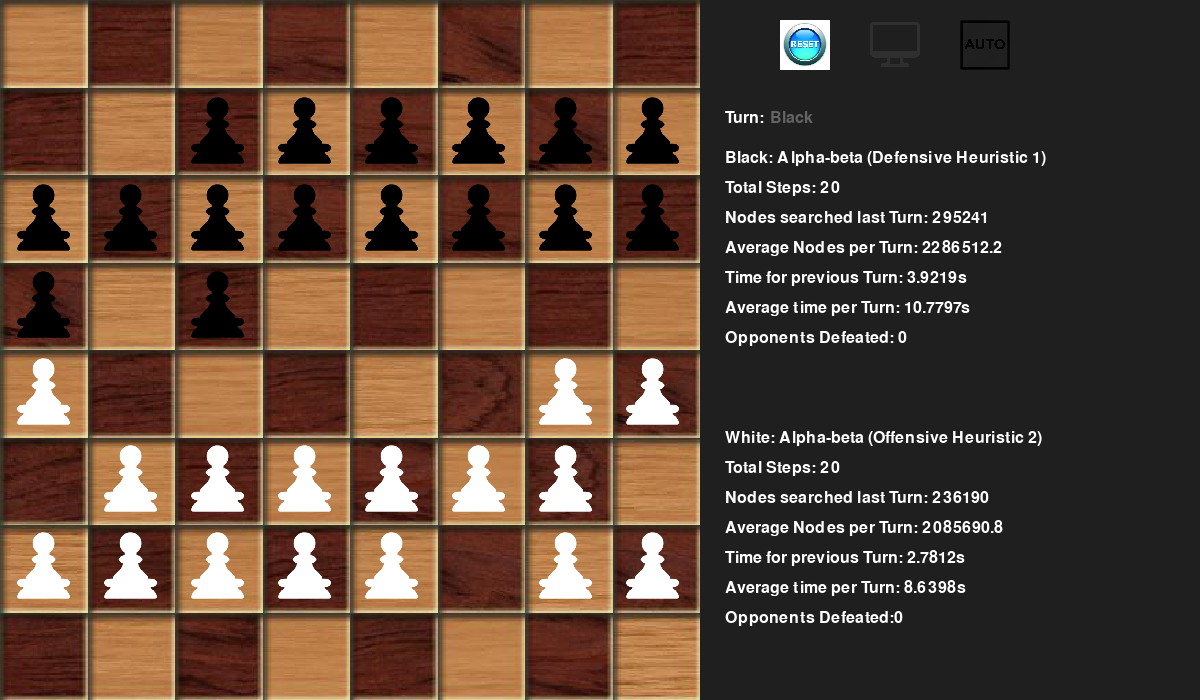 RESET
AUTO
Turn: Black
Black: Alpha-beta (Defensive Heuristic 1)
Total Steps: 20
Nodes searched last Turn: 295241
Average Nodes per Turn: 2286512.2
Time for previous Turn: 3.9219s
Average time per Turn: 10.7797s
Opponents Defeated: 0
White: Alpha-beta (Offensive Heuristic 2)
Total Steps: 20
Nodes searched last Turn: 236190
Average Nodes per Turn: 2085690.8
Time for previous Turn: 2.7812s
Average time per Turn: 8.6398s
Opponents Defeated:0